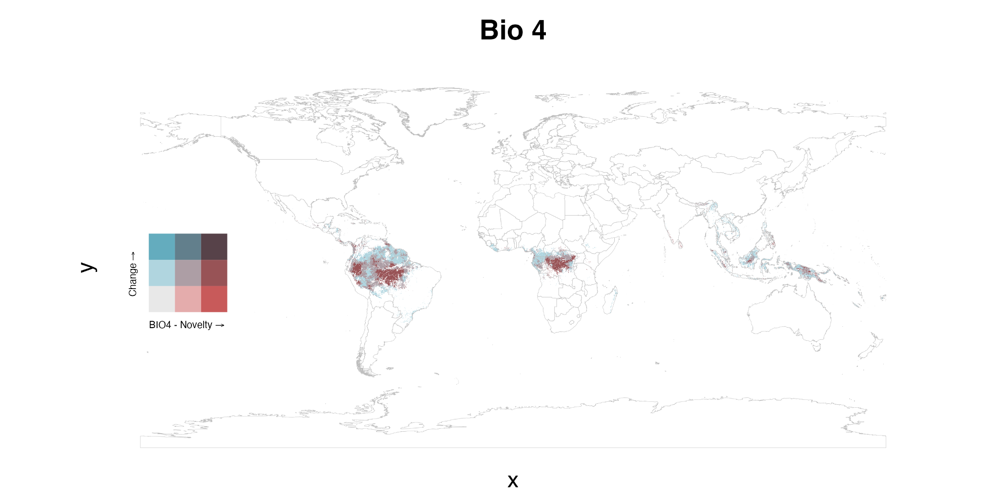 Bio 4
y
Change →
BIO4 - Novelty →
x